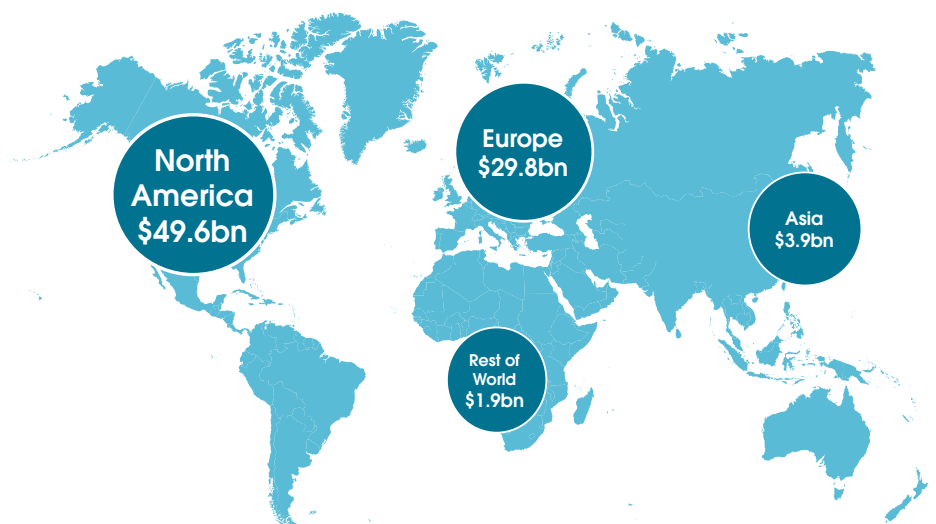 North
America
$49.6bn
Europe
$29.8bn
Asia
$3.9bn
Rest of
World
$1.9bn